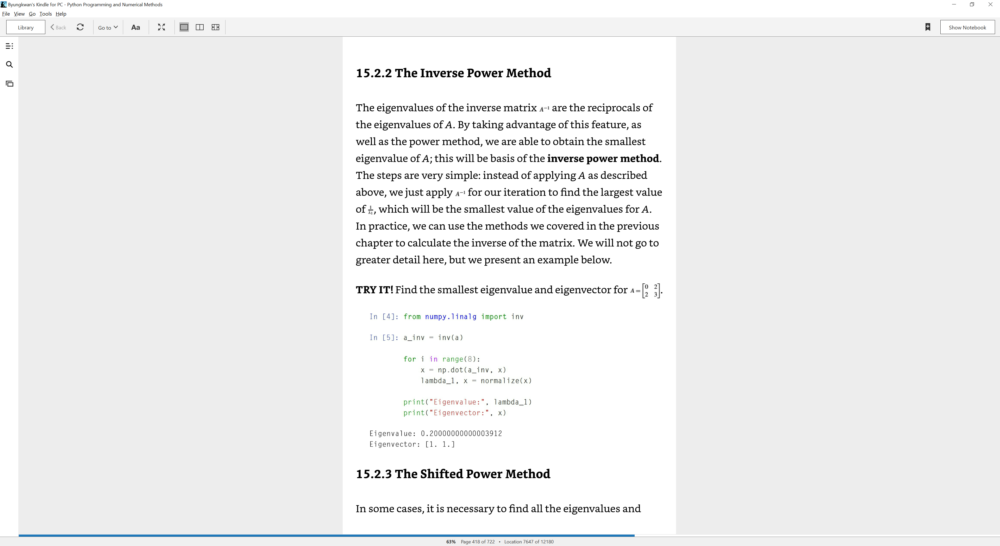 Byungkwan's Kindle for PC - Python Programming and Numerical Methods
File View Go Tools Help
Library Back Go to Aa Show Notebook
15.2.2 The Inverse Power Method
The eigenvalues of the inverse matrix A⁻¹ are the reciprocals of
the eigenvalues of A. By taking advantage of this feature, as
well as the power method, we are able to obtain the smallest
eigenvalue of A; this will be basis of the inverse power method.
The steps are very simple: instead of applying A as described
above, we just apply A⁻¹ for our iteration to find the largest value
of 1/λ₁, which will be the smallest value of the eigenvalues for A.
In practice, we can use the methods we covered in the previous
chapter to calculate the inverse of the matrix. We will not go to
greater detail here, but we present an example below.
TRY IT! Find the smallest eigenvalue and eigenvector for A = [0 2
2 3].
In [4]: from numpy.linalg import inv
In [5]: a_inv = inv(a)
for i in range(8):
x = np.dot(a_inv, x)
lambda_1, x = normalize(x)
print("Eigenvalue:", lambda_1)
print("Eigenvector:", x)
Eigenvalue: 0.20000000000003912
Eigenvector: [1. 1.]
15.2.3 The Shifted Power Method
In some cases, it is necessary to find all the eigenvalues and
63% Page 418 of 722 • Location 7647 of 12180